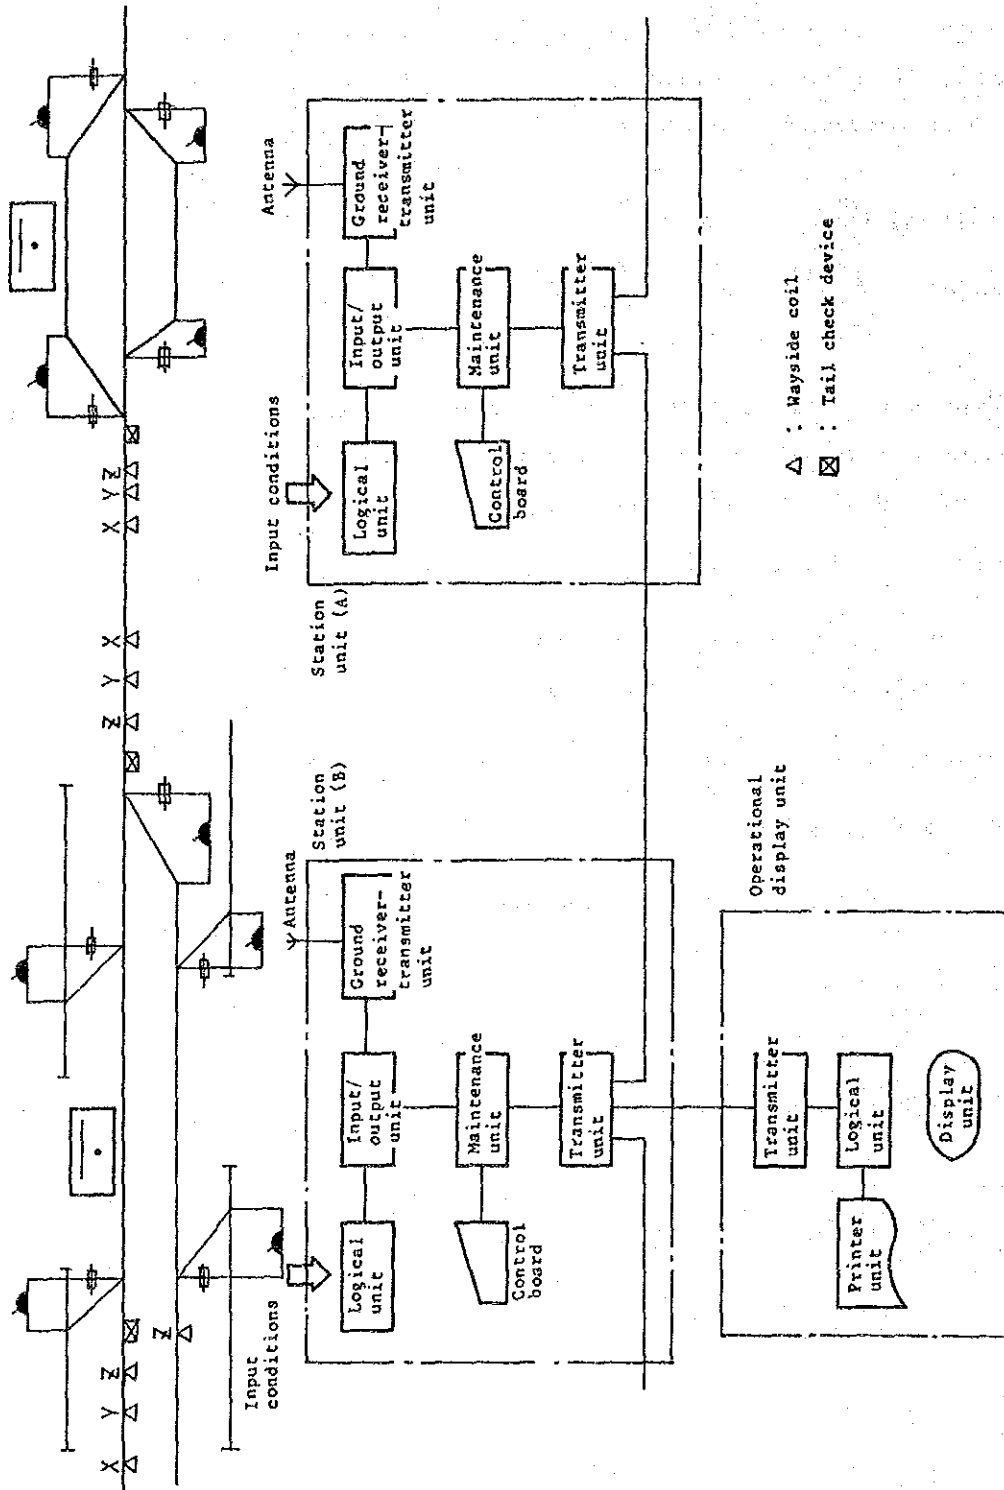 X
Y
Z
Z
Z
Y
X
X
Y
Z
Input
conditions
Antenna
Station
unit (B)
Logical
unit
Input/
output
unit
Ground
receiver-
transmitter
unit
Control
board
Maintenance
unit
Transmitter
unit
Station
unit (A)
Input conditions
Antenna
Logical
unit
Input/
output
unit
Ground
receiver-
transmitter
unit
Control
board
Maintenance
unit
Transmitter
unit
Operational
display unit
Printer
unit
Transmitter
unit
Logical
unit
Display
unit
△ : Wayside coil
⊠ : Tail check device